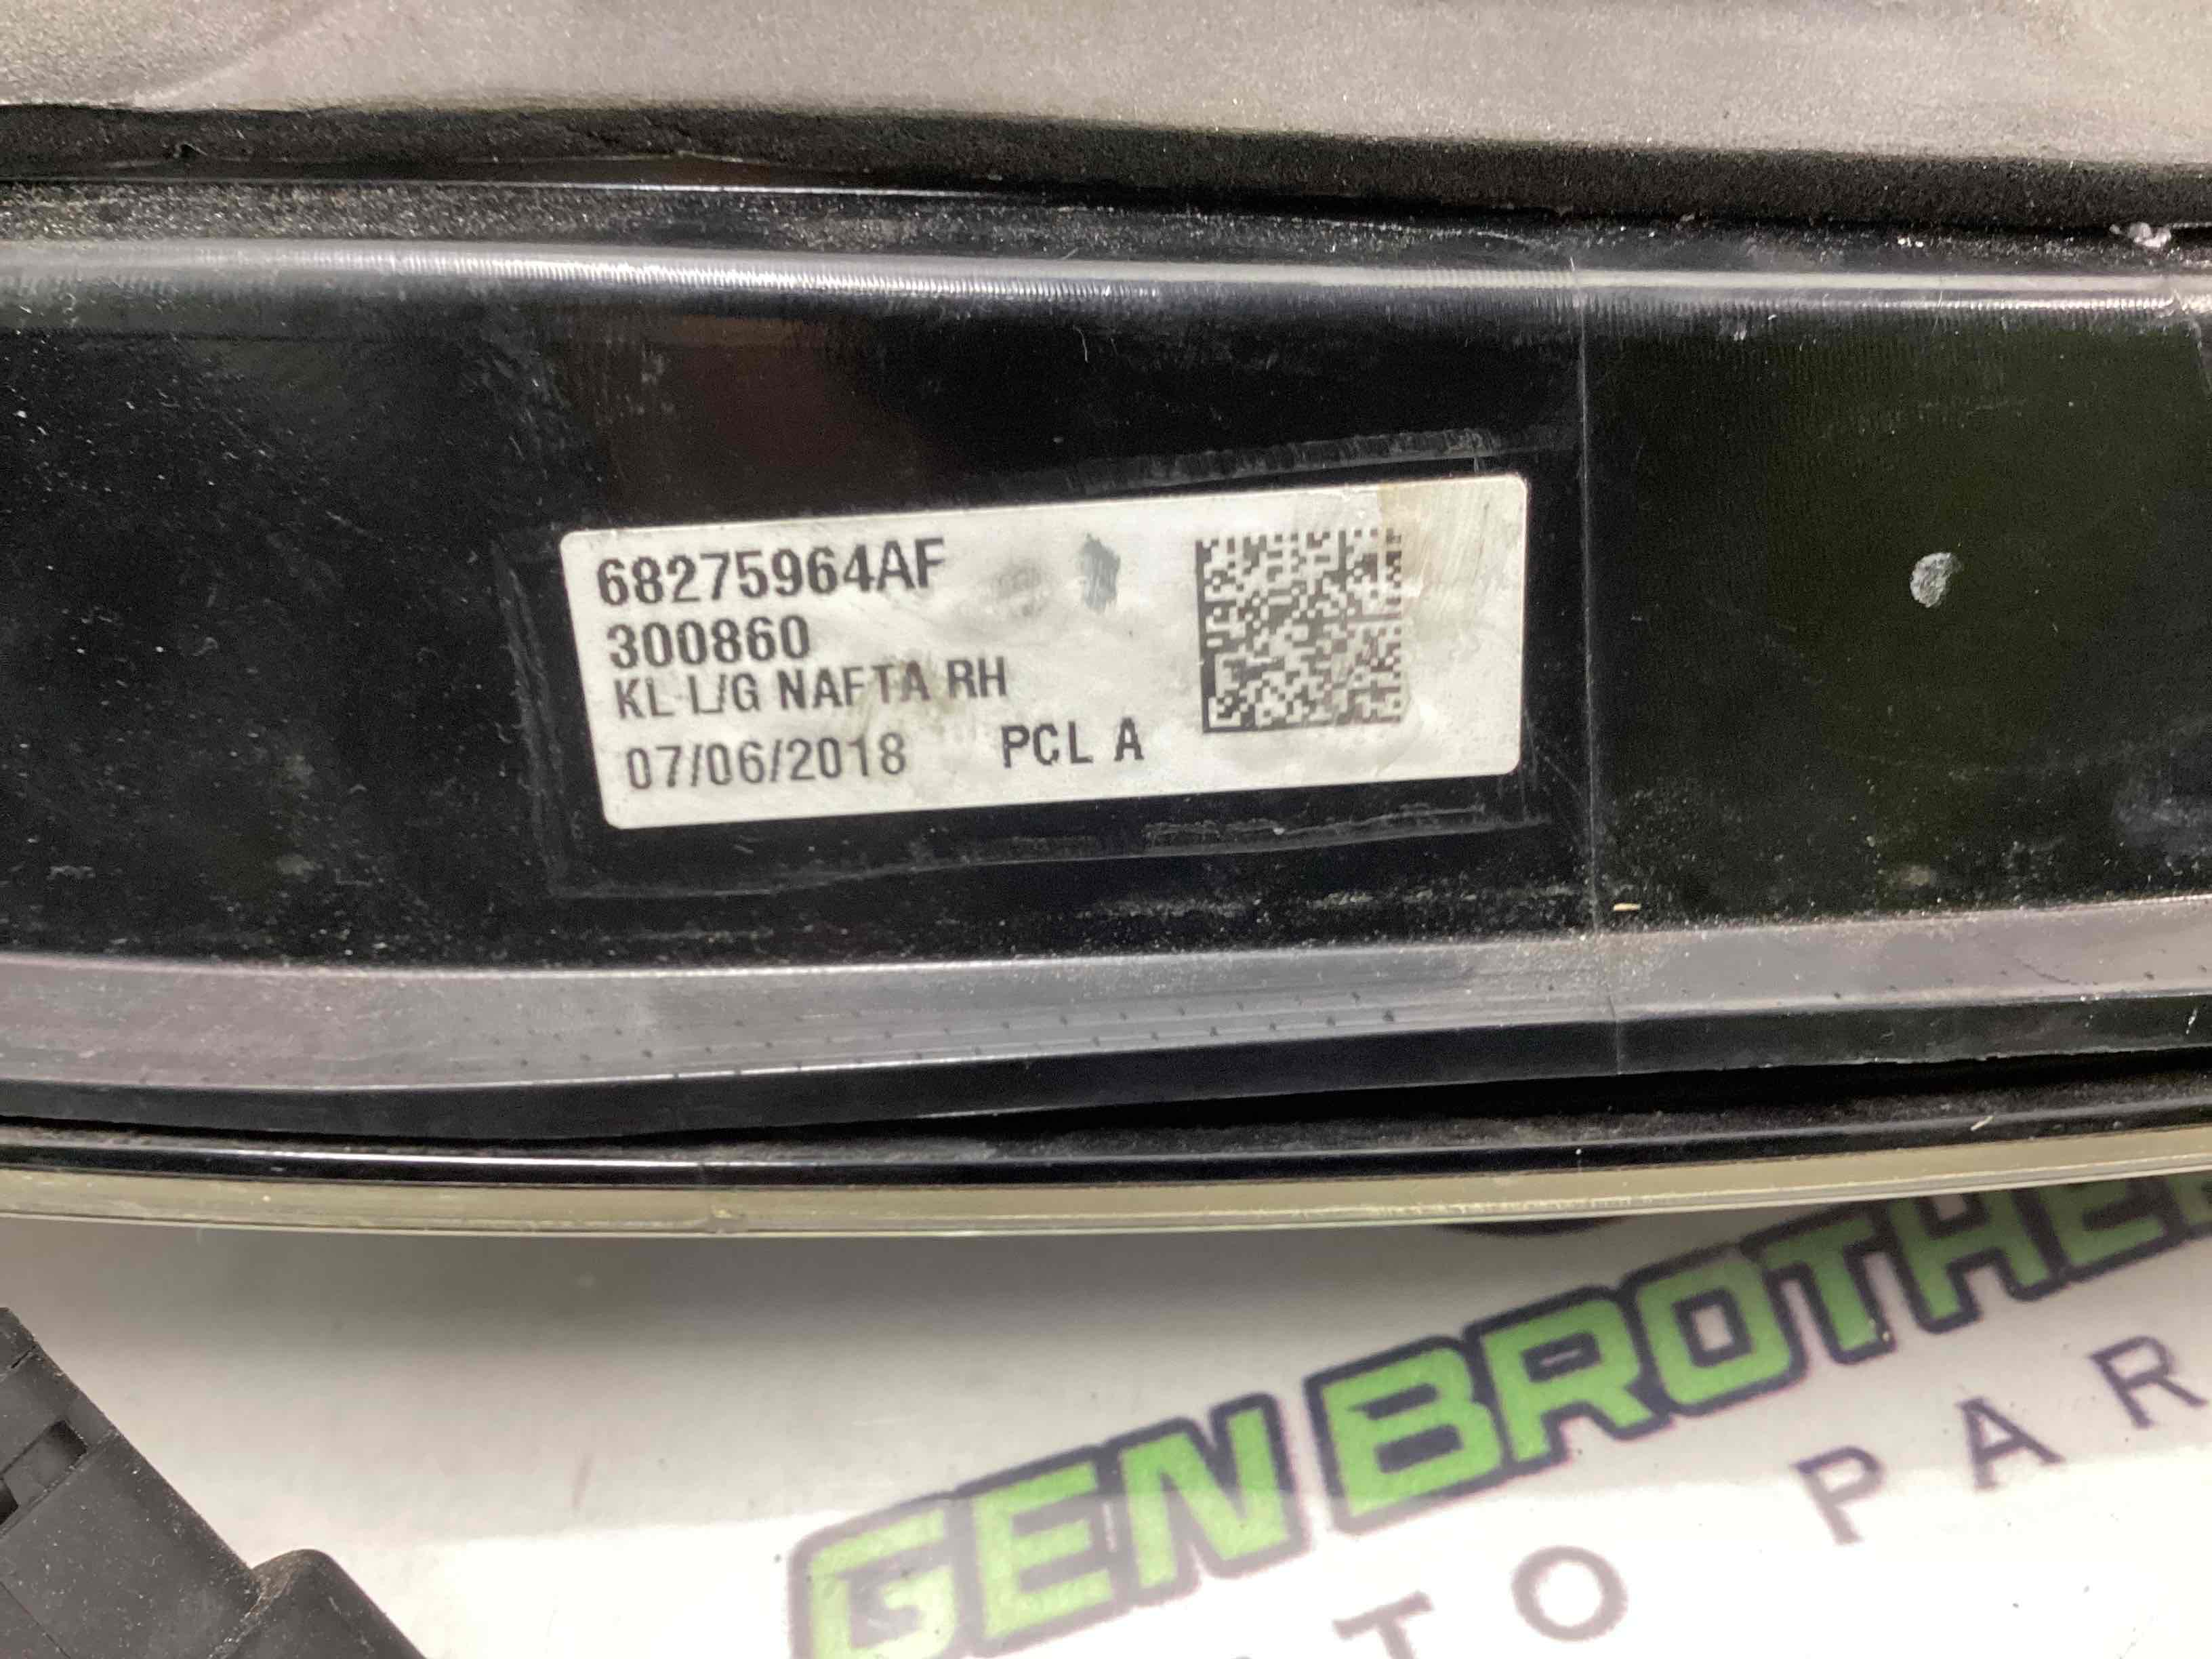 68275964AF
300860
KL L/G NAFTA RH
07/06/2018 PCL A
GEN BROTHE
TO PAR